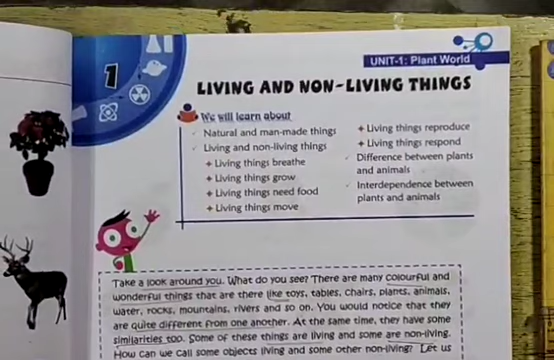 1
UNIT-1: Plant World
LIVING AND NON-LIVING THINGS
We will learn about
Natural and man-made things
Living and non-living things
Living things breathe
Living things grow
Living things need food
Living things move
Living things reproduce
Living things respond
Difference between plants
and animals
Interdependence between
plants and animals
Take a look around you. What do you see? There are many colourful and
wonderful things that are there like toys, tables, chairs, plants, animals,
water, rocks, mountains, rivers and so on. You would notice that they
are quite different from one another. At the same time, they have some
similarities too. Some of these things are living and some are non-living.
How can we call some objects living and some other non-living? Let us